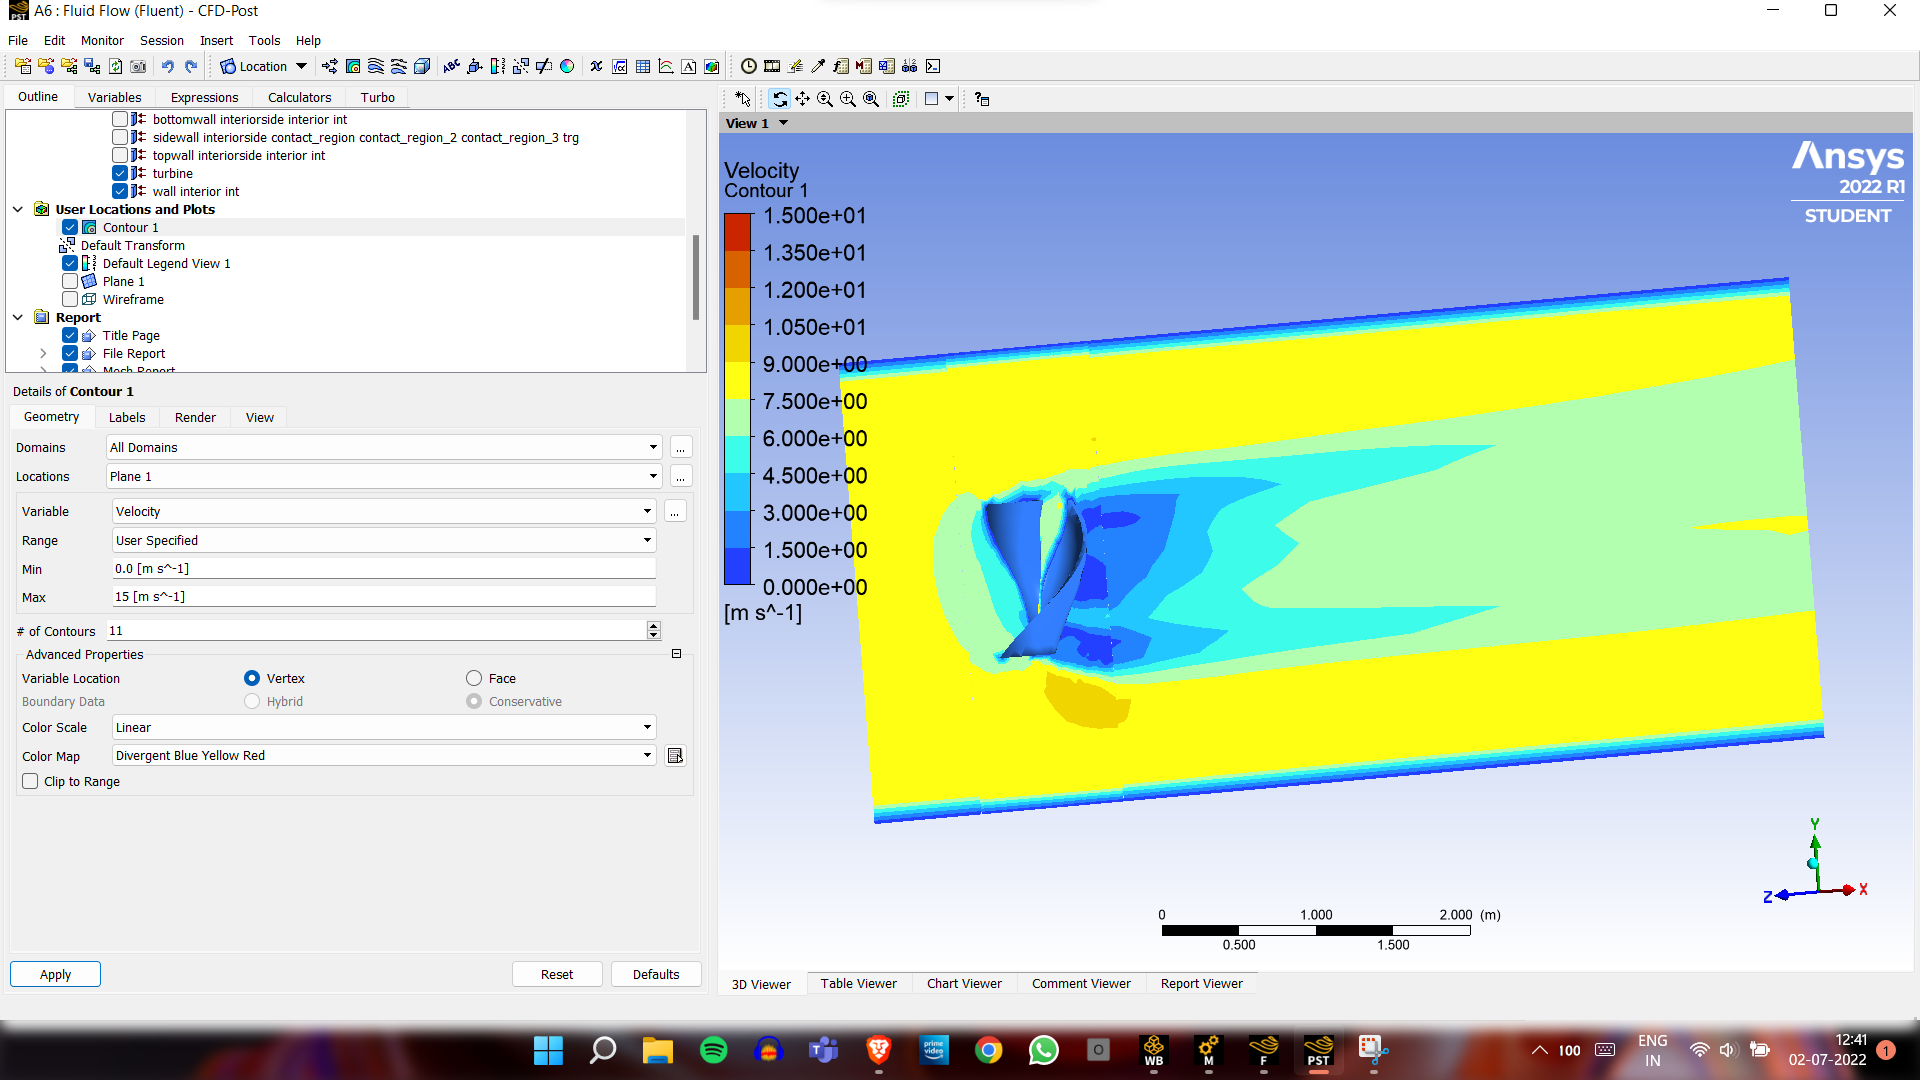 A6 : Fluid Flow (Fluent) - CFD-Post
File Edit Monitor Session Insert Tools Help
Location
Outline Variables Expressions Calculators Turbo
bottomwall interiorside interior int
sidewall interiorside contact_region contact_region_2 contact_region_3 trg
topwall interiorside interior int
turbine
wall interior int
User Locations and Plots
Contour 1
Default Transform
Default Legend View 1
Plane 1
Wireframe
Report
Title Page
File Report
Mesh Report
Details of Contour 1
Geometry Labels Render View
Domains All Domains ...
Locations Plane 1 ...
Variable Velocity ...
Range User Specified
Min 0.0 [m s^-1]
Max 15 [m s^-1]
# of Contours 11
Advanced Properties
Variable Location Vertex Face
Boundary Data Hybrid Conservative
Color Scale Linear
Color Map Divergent Blue Yellow Red
Clip to Range
Apply Reset Defaults
View 1
Velocity
Contour 1
1.500e+01
1.350e+01
1.200e+01
1.050e+01
9.000e+00
7.500e+00
6.000e+00
4.500e+00
3.000e+00
1.500e+00
0.000e+00
[m s^-1]
Ansys
2022 R1
STUDENT
Y
Z X
0 1.000 2.000 (m)
0.500 1.500
3D Viewer Table Viewer Chart Viewer Comment Viewer Report Viewer
prime video
WB M F PST
100
ENG
IN
12:41
02-07-2022
1